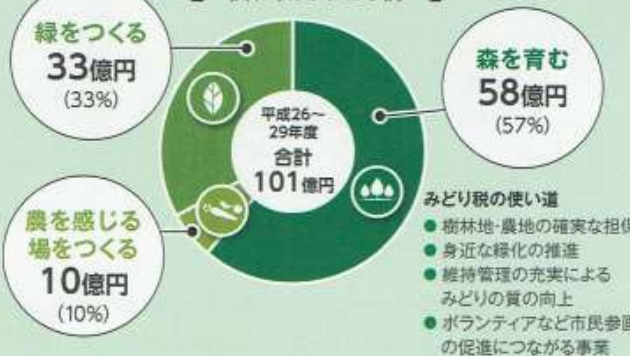 緑をつくる
33億円
(33%)
森を育む
58億円
(57%)
平成26〜
29年度
合計
101億円
農を感じる
場をつくる
10億円
(10%)
みどり税の使い道
● 樹林地・農地の確実な担保
● 身近な緑化の推進
● 維持管理の充実による
みどりの質の向上
● ボランティアなど市民参画
の促進につながる事業